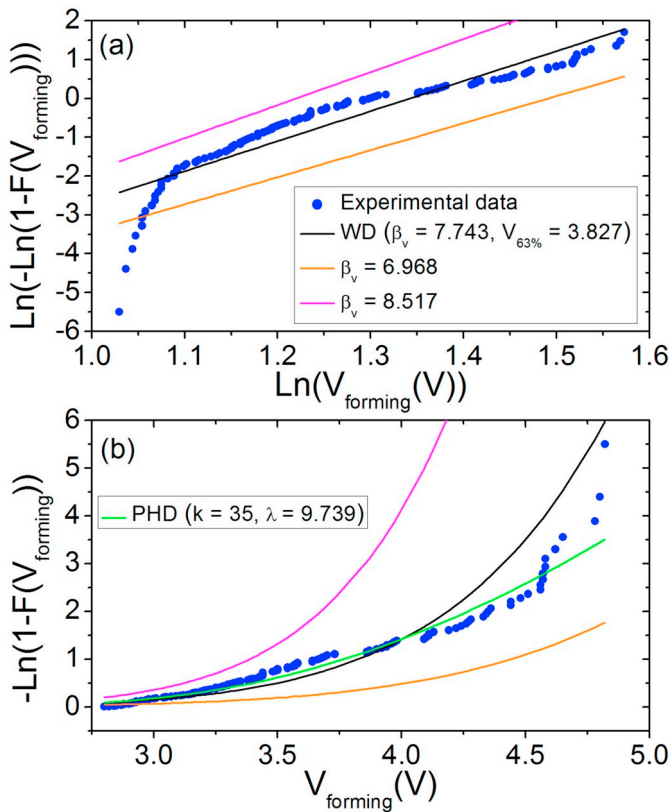 (a)
Ln(-Ln(1-F(V_forming)))
2
1
0
-1
-2
-3
-4
-5
-6
Experimental data
WD (β_v = 7.743, V_63% = 3.827)
β_v = 6.968
β_v = 8.517
1.0 1.1 1.2 1.3 1.4 1.5 1.6
Ln(V_forming(V))
(b)
-Ln(1-F(V_forming))
6
5
4
3
2
1
0
PHD (k = 35, λ = 9.739)
3.0 3.5 4.0 4.5 5.0
V_forming(V)